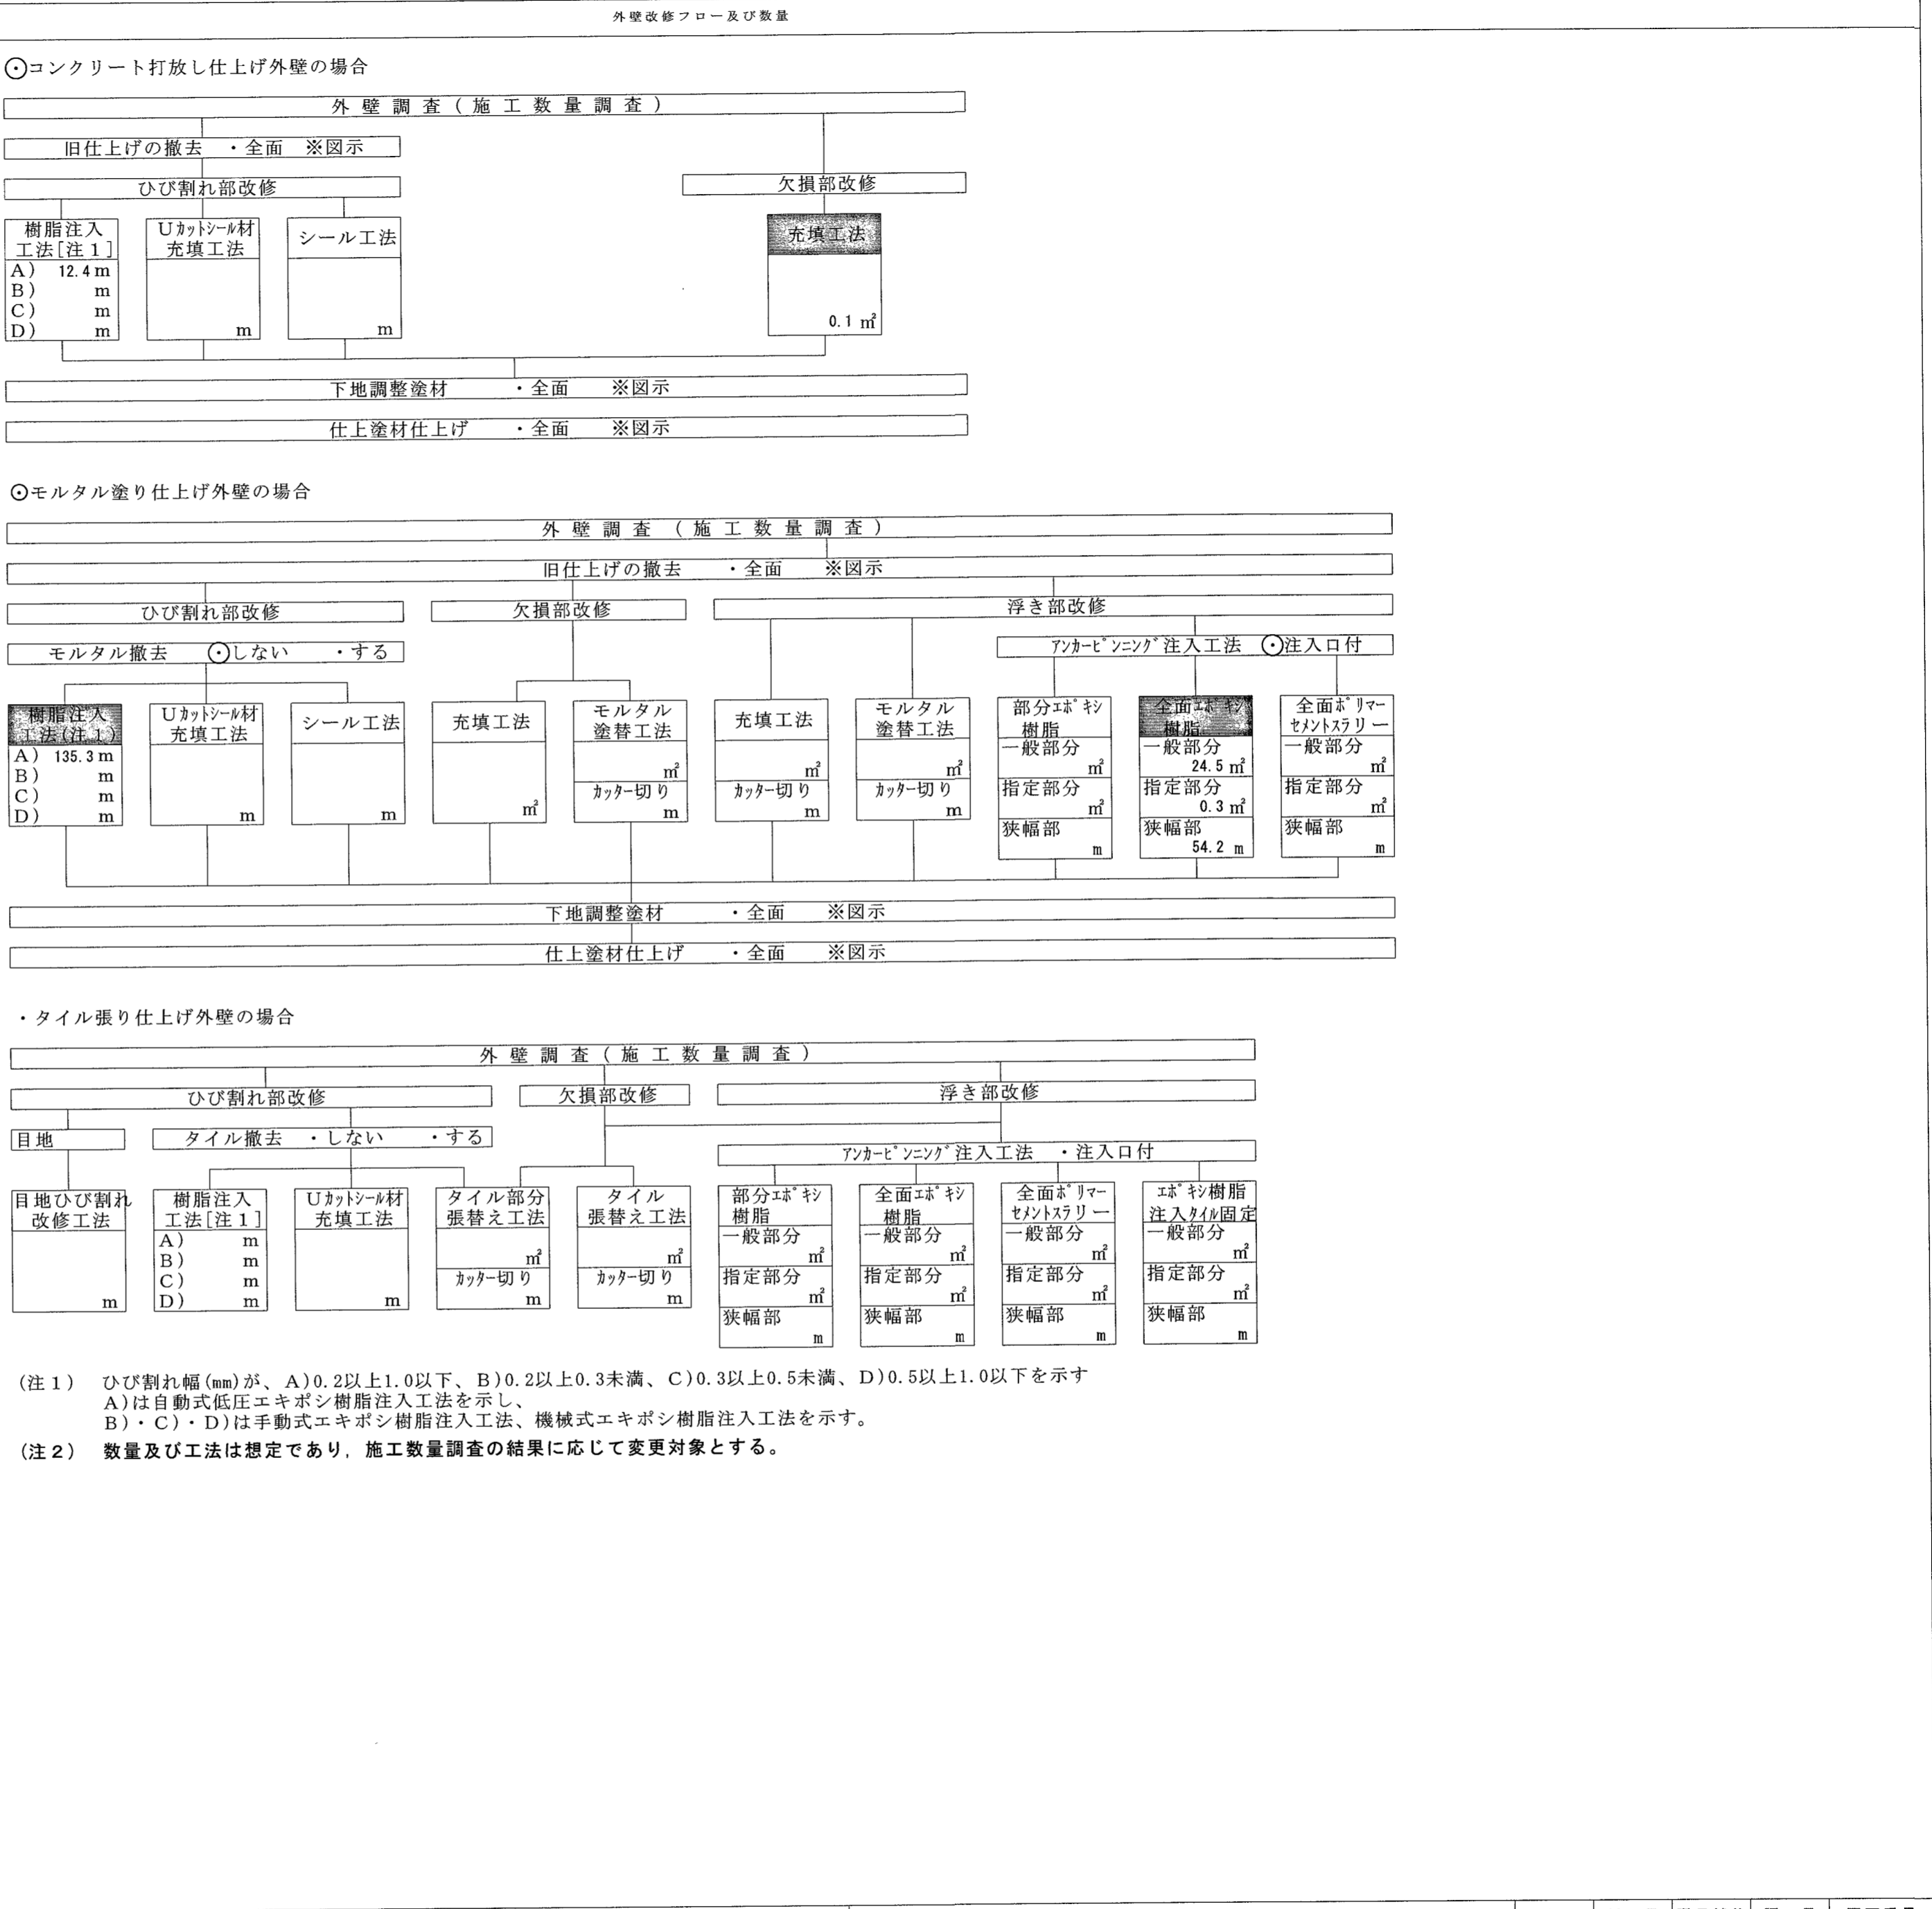 外壁改修フロー及び数量
⊙コンクリート打放し仕上げ外壁の場合
外壁調査(施工数量調査)
旧仕上げの撤去 ・全面 ※図示
ひび割れ部改修 欠損部改修
樹脂注入
工法[注1]
A) 12.4 m
B) m
C) m
D) m
Uカットシール材
充填工法
m
シール工法
m
充填工法
0.1 ㎡
下地調整塗材 ・全面 ※図示
仕上塗材仕上げ ・全面 ※図示
⊙モルタル塗り仕上げ外壁の場合
外壁調査(施工数量調査)
旧仕上げの撤去 ・全面 ※図示
ひび割れ部改修 欠損部改修 浮き部改修
モルタル撤去 ⊙しない ・する
アンカーピンニング注入工法 ⊙注入口付
樹脂注入
工法(注1)
A) 135.3 m
B) m
C) m
D) m
Uカットシール材
充填工法
m
シール工法
m
充填工法
㎡
モルタル
塗替工法
㎡
カッター切り
m
充填工法
㎡
カッター切り
m
モルタル
塗替工法
㎡
カッター切り
m
部分エポキシ
樹脂
一般部分
㎡
指定部分
㎡
狭幅部
m
全面エポキシ
樹脂
一般部分
24.5 ㎡
指定部分
0.3 ㎡
狭幅部
54.2 m
全面ポリマー
セメントスラリー
一般部分
㎡
指定部分
㎡
狭幅部
m
下地調整塗材 ・全面 ※図示
仕上塗材仕上げ ・全面 ※図示
・タイル張り仕上げ外壁の場合
外壁調査(施工数量調査)
ひび割れ部改修 欠損部改修 浮き部改修
目地 タイル撤去 ・しない ・する
アンカーピンニング注入工法 ・注入口付
目地ひび割れ
改修工法
m
樹脂注入
工法[注1]
A) m
B) m
C) m
D) m
Uカットシール材
充填工法
m
タイル部分
張替え工法
㎡
カッター切り
m
タイル
張替え工法
㎡
カッター切り
m
部分エポキシ
樹脂
一般部分
㎡
指定部分
㎡
狭幅部
m
全面エポキシ
樹脂
一般部分
㎡
指定部分
㎡
狭幅部
m
全面ポリマー
セメントスラリー
一般部分
㎡
指定部分
㎡
狭幅部
m
エポキシ樹脂
注入タイル固定
一般部分
㎡
指定部分
㎡
狭幅部
m
(注1) ひび割れ幅(㎜)が、A)0.2以上1.0以下、B)0.2以上0.3未満、C)0.3以上0.5未満、D)0.5以上1.0以下を示す
A)は自動式低圧エキポシ樹脂注入工法を示し、
B)・C)・D)は手動式エキポシ樹脂注入工法、機械式エキポシ樹脂注入工法を示す。
(注2) 数量及び工法は想定であり,施工数量調査の結果に応じて変更対象とする。